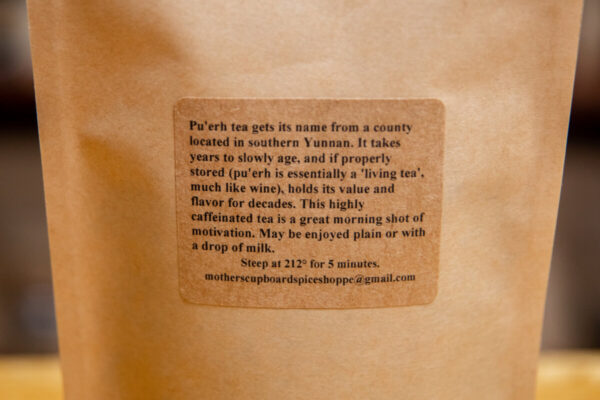 Pu'erh tea gets its name from a county
located in southern Yunnan. It takes
years to slowly age, and if properly
stored (pu'erh is essentially a 'living tea',
much like wine), holds its value and
flavor for decades. This highly
caffeinated tea is a great morning shot of
motivation. May be enjoyed plain or with
a drop of milk.
Steep at 212° for 5 minutes.
motherscupboardspiceshoppe@gmail.com